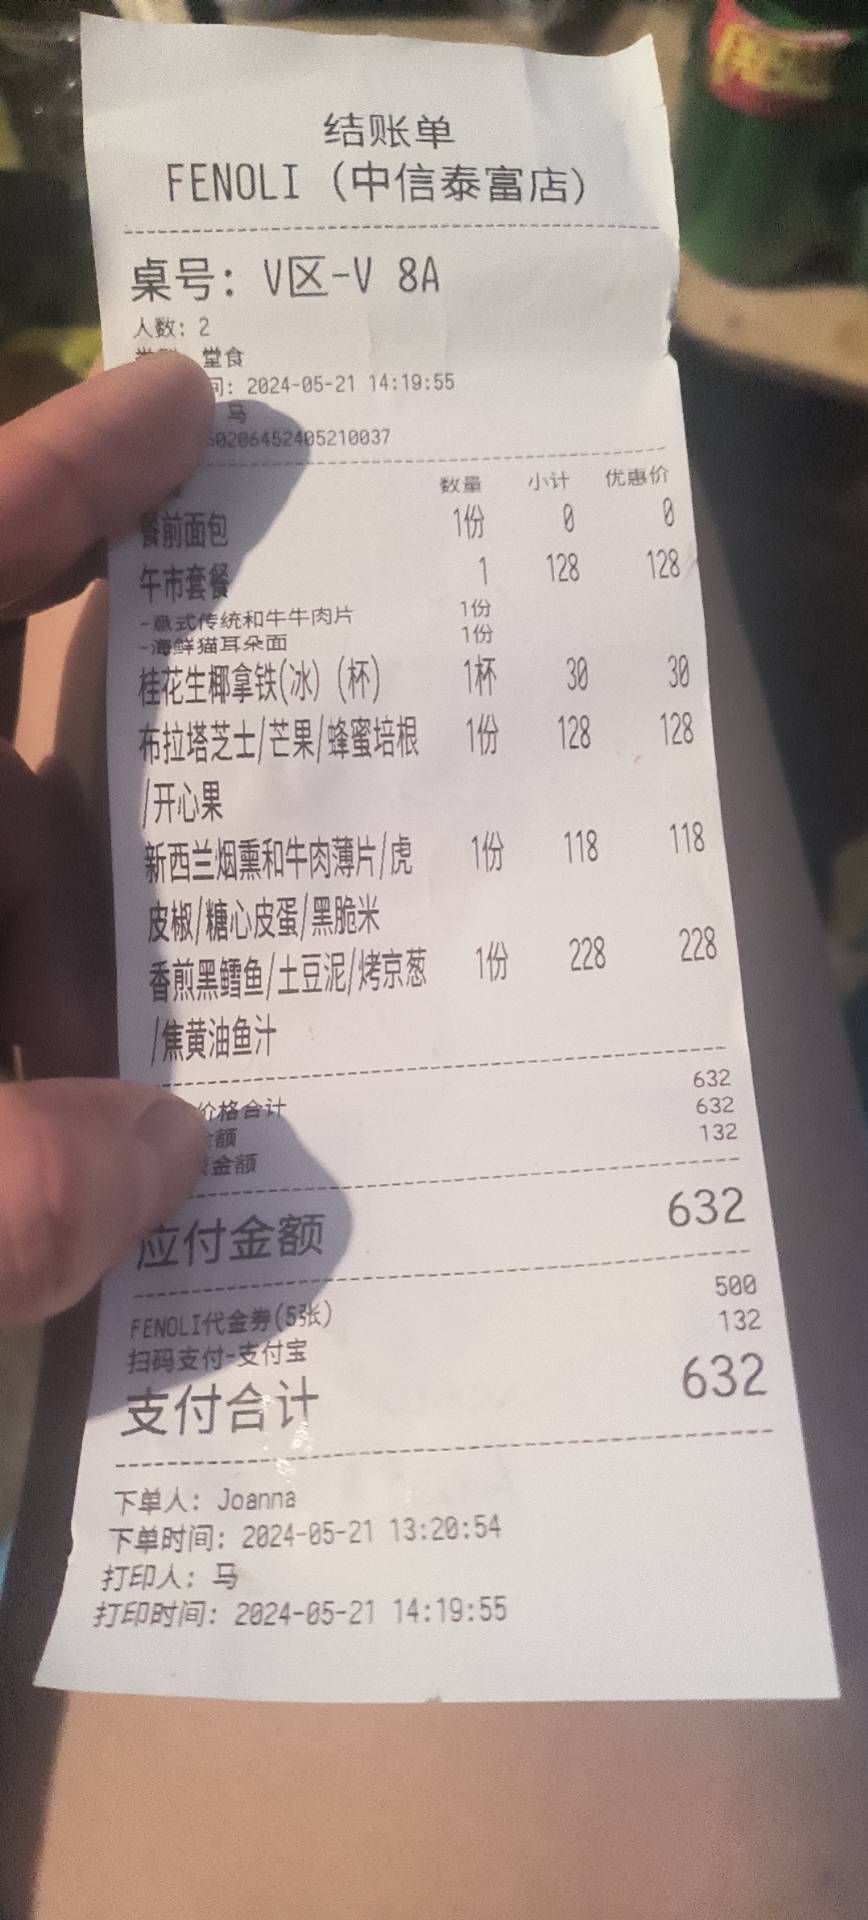 结账单
FENOLI (中信泰富店)
桌号: V区-V 8A
人数: 2
堂食
间: 2024-05-21 14:19:55
马
0206452405210037
数量 小计 优惠价
餐前面包 1份 0 0
午市套餐 1 128 128
-意式传统和牛牛肉片 1份
-海鲜猫耳朵面 1份
桂花生椰拿铁(冰) (杯) 1杯 30 30
布拉塔芝士/芒果/蜂蜜培根 1份 128 128
/开心果
新西兰烟熏和牛肉薄片/虎 1份 118 118
皮椒/糖心皮蛋/黑脆米
香煎黑鳕鱼/土豆泥/烤京葱 1份 228 228
/焦黄油鱼汁
632
价格合计 632
金额 132
金额
应付金额 632
FENOLI代金券(5张) 500
扫码支付-支付宝 132
支付合计 632
下单人: Joanna
下单时间: 2024-05-21 13:20:54
打印人: 马
打印时间: 2024-05-21 14:19:55